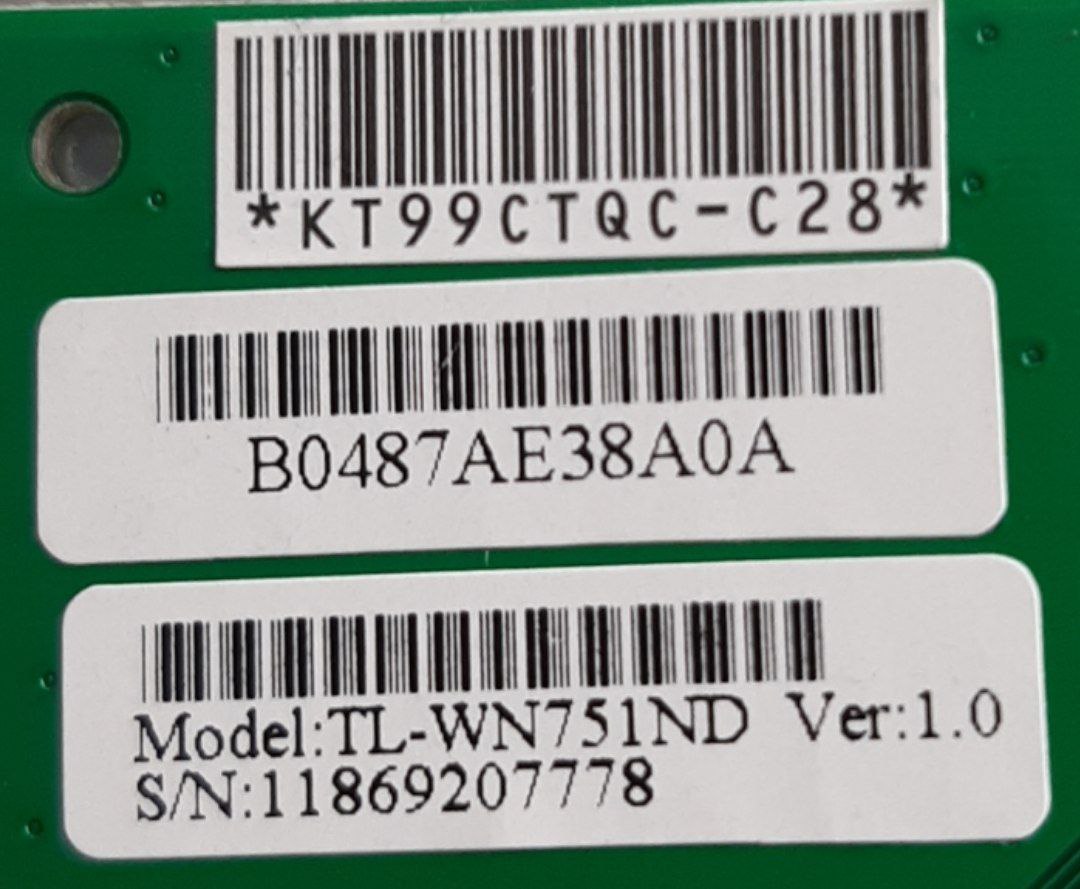 *KT99CTQC-C28*
B0487AE38A0A
Model:TL-WN751ND Ver:1.0
S/N:11869207778